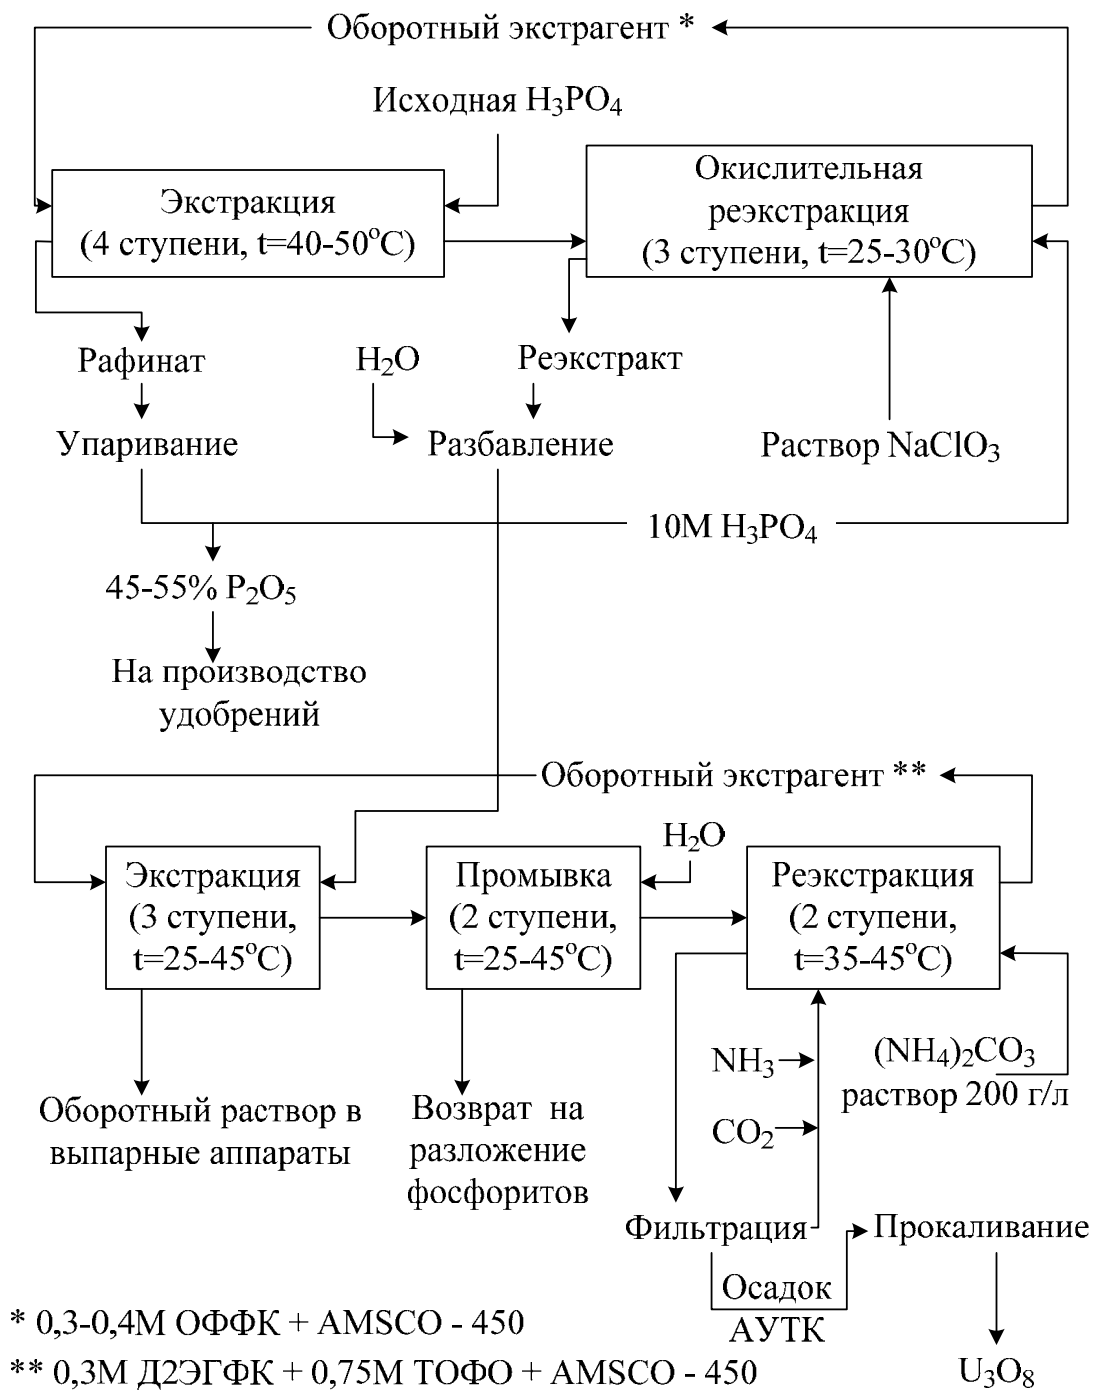 Оборотный экстрагент *
Исходная H₃PO₄
Экстракция
(4 ступени, t=40-50°C)
Окислительная
реэкстракция
(3 ступени, t=25-30°C)
Рафинат
H₂O
Реэкстракт
Упаривание
Разбавление
Раствор NaClO₃
10М H₃PO₄
45-55% P₂O₅
На производство
удобрений
Оборотный экстрагент **
H₂O
Экстракция
(3 ступени,
t=25-45°C)
Промывка
(2 ступени,
t=25-45°C)
Реэкстракция
(2 ступени,
t=35-45°C)
NH₃
CO₂
(NH₄)₂CO₃
раствор 200 г/л
Оборотный раствор в
выпарные аппараты
Возврат на
разложение
фосфоритов
Фильтрация
Прокаливание
Осадок
АУТК
U₃O₈
* 0,3-0,4М ОФФК + AMSCO - 450
** 0,3М Д2ЭГФК + 0,75М ТОФО + AMSCO - 450